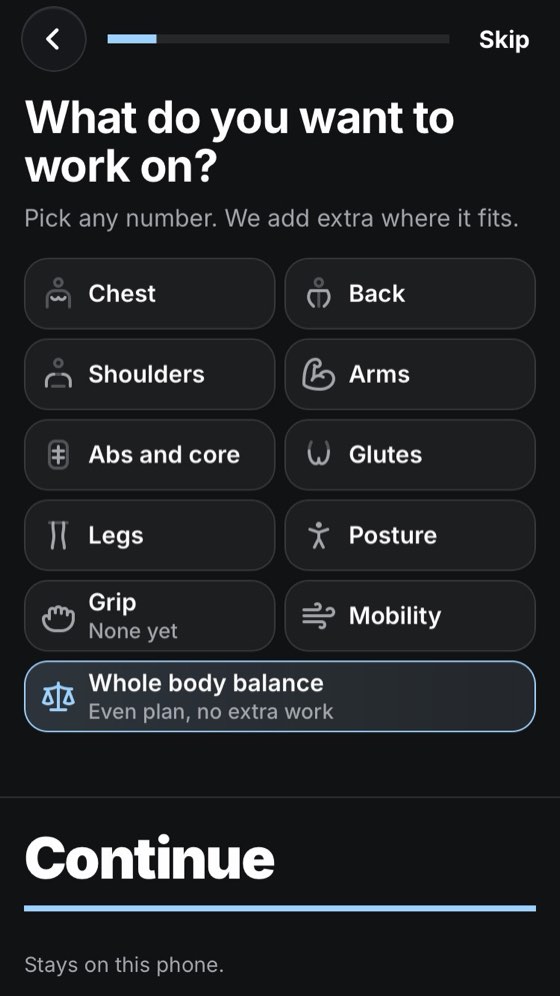 Skip
What do you want to
work on?
Pick any number. We add extra where it fits.
Chest
Back
Shoulders
Arms
Abs and core
Glutes
Legs
Posture
Grip
None yet
Mobility
Whole body balance
Even plan, no extra work
Continue
Stays on this phone.